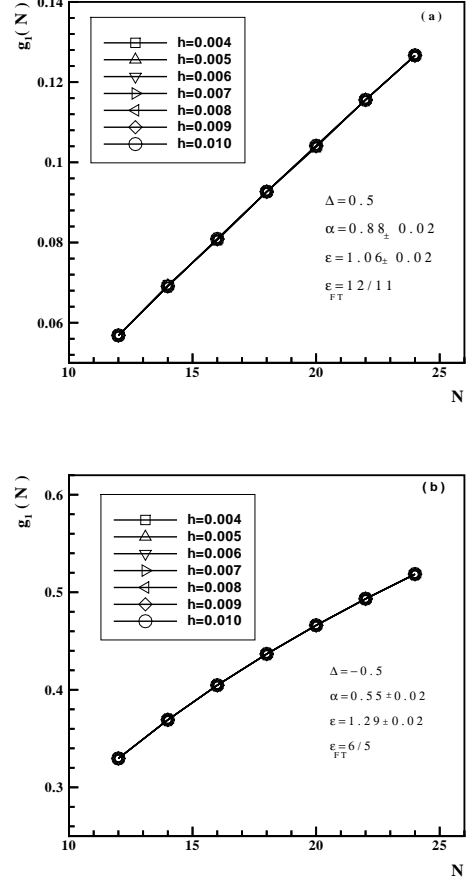 0.14
g₁(N)
(a)
h=0.004
h=0.005
h=0.006
h=0.007
h=0.008
h=0.009
h=0.010
0.12
0.1
0.08
0.06
Δ=0.5
α=0.88± 0.02
ε=1.06± 0.02
ε_FT=12/11
10 15 20 25
N
0.6
g₁(N)
(b)
h=0.004
h=0.005
h=0.006
h=0.007
h=0.008
h=0.009
h=0.010
0.5
0.4
0.3
Δ=−0.5
α=0.55±0.02
ε=1.29±0.02
ε_FT=6/5
10 15 20 25
N